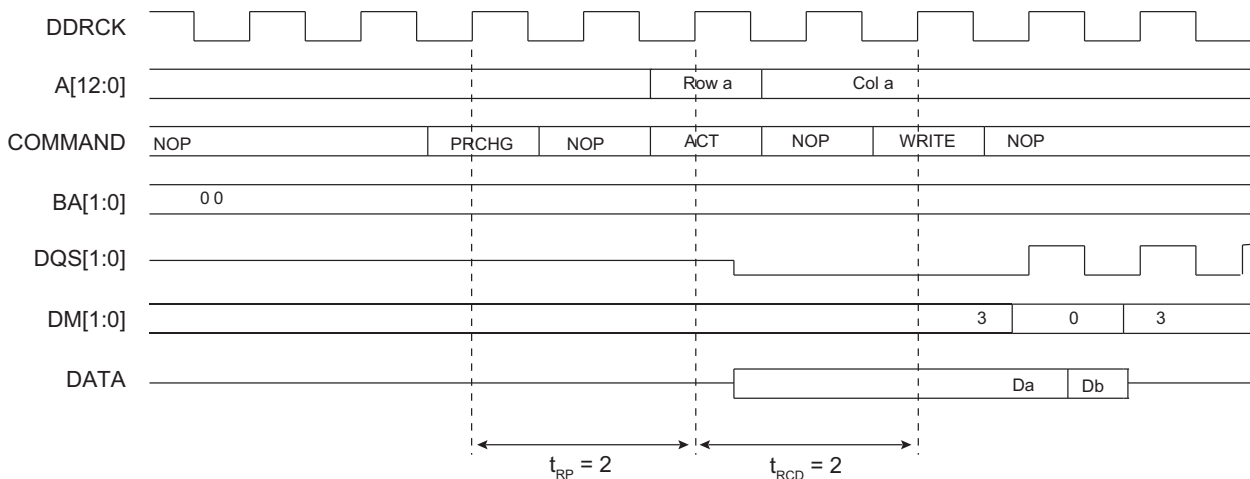 DDRCK
A[12:0] Row a Col a
COMMAND NOP PRCHG NOP ACT NOP WRITE NOP
BA[1:0] 0 0
DQS[1:0]
DM[1:0] 3 0 3
DATA Da Db
tRP = 2 tRCD = 2